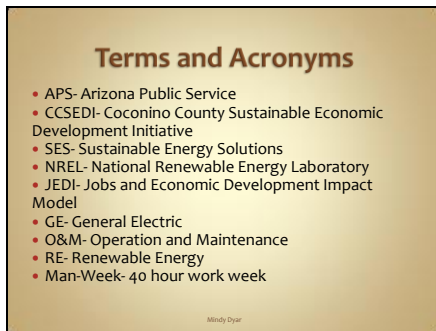 Terms and Acronyms
• APS- Arizona Public Service
• CCSEDI- Coconino County Sustainable Economic
Development Initiative
• SES- Sustainable Energy Solutions
• NREL- National Renewable Energy Laboratory
• JEDI- Jobs and Economic Development Impact
Model
• GE- General Electric
• O&M- Operation and Maintenance
• RE- Renewable Energy
• Man-Week- 40 hour work week
Mindy Dyar